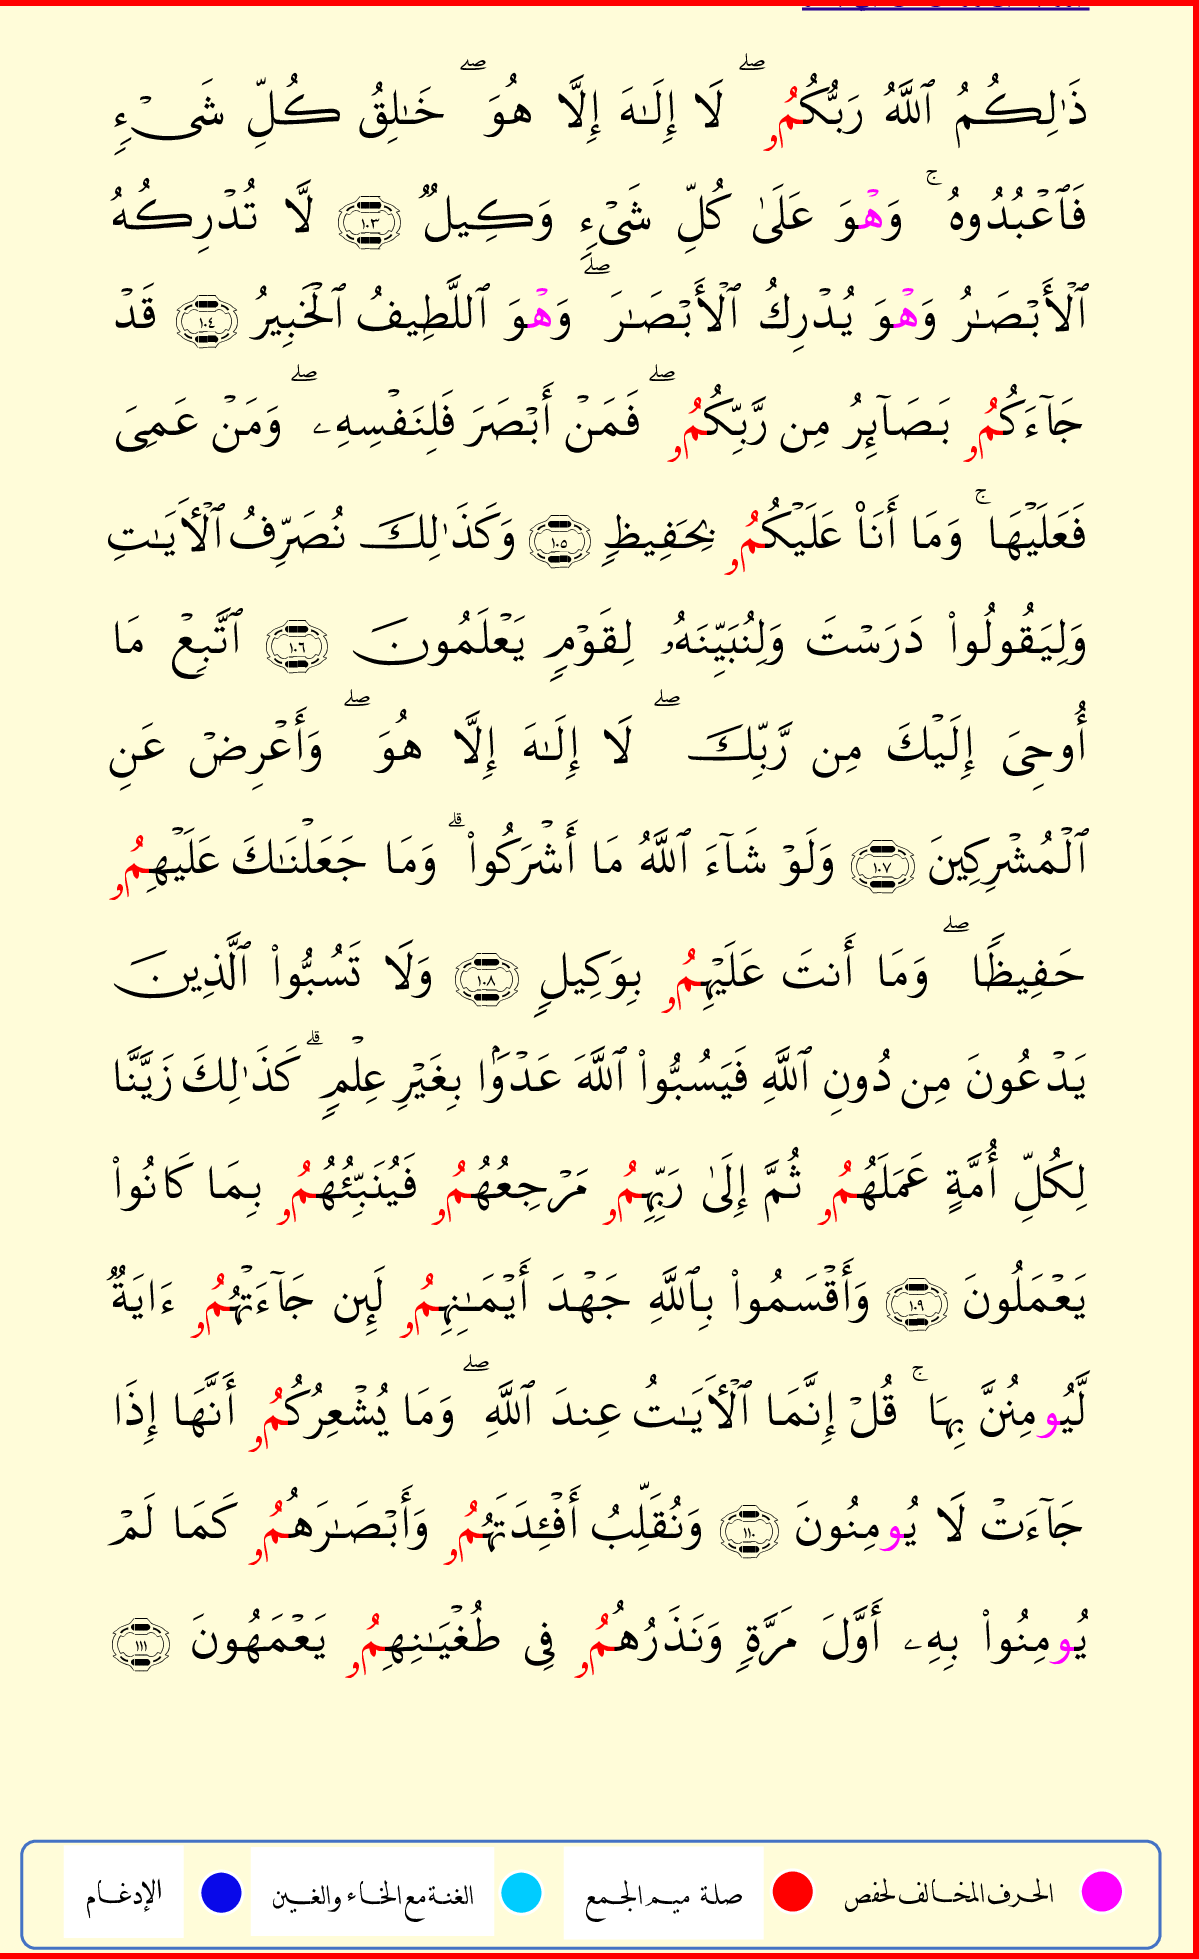 ذَٰلِكُمُ ٱللَّهُ رَبُّكُمُۥ ۖ لَا إِلَـٰهَ إِلَّا هُوَ ۖ خَـٰلِقُ كُلِّ شَىْءٍ
فَٱعْبُدُوهُ ۚ وَهْوَ عَلَىٰ كُلِّ شَىْءٍ وَكِيلٌ ١٠٣ لَّا تُدْرِكُهُ
ٱلْأَبْصَـٰرُ وَهْوَ يُدْرِكُ ٱلْأَبْصَـٰرَ ۖ وَهْوَ ٱللَّطِيفُ ٱلْخَبِيرُ ١٠٤ قَدْ
جَآءَكُمُۥ بَصَآئِرُ مِن رَّبِّكُمُۥ ۖ فَمَنْ أَبْصَرَ فَلِنَفْسِهِۦ ۖ وَمَنْ عَمِىَ
فَعَلَيْهَا ۚ وَمَا أَنَا۠ عَلَيْكُمُۥ بِحَفِيظٍ ١٠٥ وَكَذَٰلِكَ نُصَرِّفُ ٱلْأَيَـٰتِ
وَلِيَقُولُوا۟ دَرَسْتَ وَلِنُبَيِّنَهُۥ لِقَوْمٍ يَعْلَمُونَ ١٠٦ ٱتَّبِعْ مَا
أُوحِىَ إِلَيْكَ مِن رَّبِّكَ ۖ لَا إِلَـٰهَ إِلَّا هُوَ ۖ وَأَعْرِضْ عَنِ
ٱلْمُشْرِكِينَ ١٠٧ وَلَوْ شَآءَ ٱللَّهُ مَا أَشْرَكُوا۟ ۗ وَمَا جَعَلْنَـٰكَ عَلَيْهِمُۥ
حَفِيظًا ۖ وَمَا أَنتَ عَلَيْهِمُۥ بِوَكِيلٍ ١٠٨ وَلَا تَسُبُّوا۟ ٱلَّذِينَ
يَدْعُونَ مِن دُونِ ٱللَّهِ فَيَسُبُّوا۟ ٱللَّهَ عَدْوَۢا بِغَيْرِ عِلْمٍ ۗ كَذَٰلِكَ زَيَّنَّا
لِكُلِّ أُمَّةٍ عَمَلَهُمُۥ ثُمَّ إِلَىٰ رَبِّهِمُۥ مَرْجِعُهُمُۥ فَيُنَبِّئُهُمُۥ بِمَا كَانُوا۟
يَعْمَلُونَ ١٠٩ وَأَقْسَمُوا۟ بِٱللَّهِ جَهْدَ أَيْمَـٰنِهِمُۥ لَئِن جَآءَتْهُمُۥ ءَايَةٌ
لَّيُومِنُنَّ بِهَا ۚ قُلْ إِنَّمَا ٱلْأَيَـٰتُ عِندَ ٱللَّهِ ۖ وَمَا يُشْعِرُكُمُۥ أَنَّهَا إِذَا
جَآءَتْ لَا يُومِنُونَ ١١٠ وَنُقَلِّبُ أَفْئِدَتَهُمُۥ وَأَبْصَـٰرَهُمُۥ كَمَا لَمْ
يُومِنُوا۟ بِهِۦ أَوَّلَ مَرَّةٍ وَنَذَرُهُمُۥ فِى طُغْيَـٰنِهِمُۥ يَعْمَهُونَ ١١١
الحرف المخالف لحفص صلة ميم الجمع الغنة مع الخاء والغين الإدغام